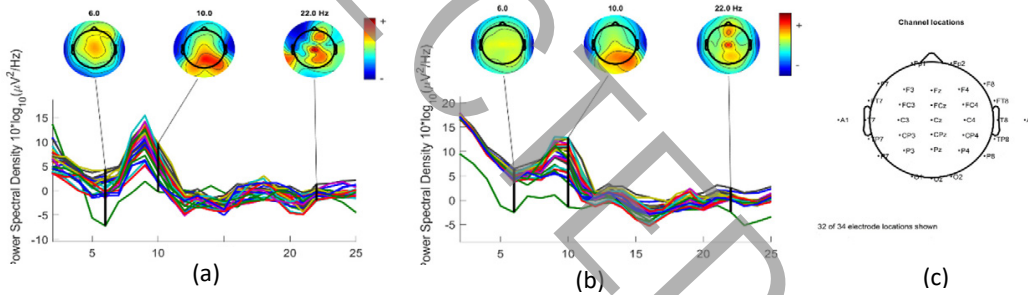 6.0
10.0
22.0 Hz
+
-
Power Spectral Density 10*log10(μV2/Hz)
15
10
5
0
-5
-10
5
10
15
20
25
(a)
6.0
10.0
22.0 Hz
+
-
Power Spectral Density 10*log10(μV2/Hz)
20
15
10
5
0
-5
5
10
15
20
25
(b)
Channel locations
Fp1 Fp2
F7 F3 Fz F4 F8
FT7 FC3 FCz FC4 FT8
A1 T7 C3 Cz C4 T8
TP7 CP3 CPz CP4 TP8
P3 Pz P4 P8
O1 Oz O2
32 of 34 electrode locations shown
(c)